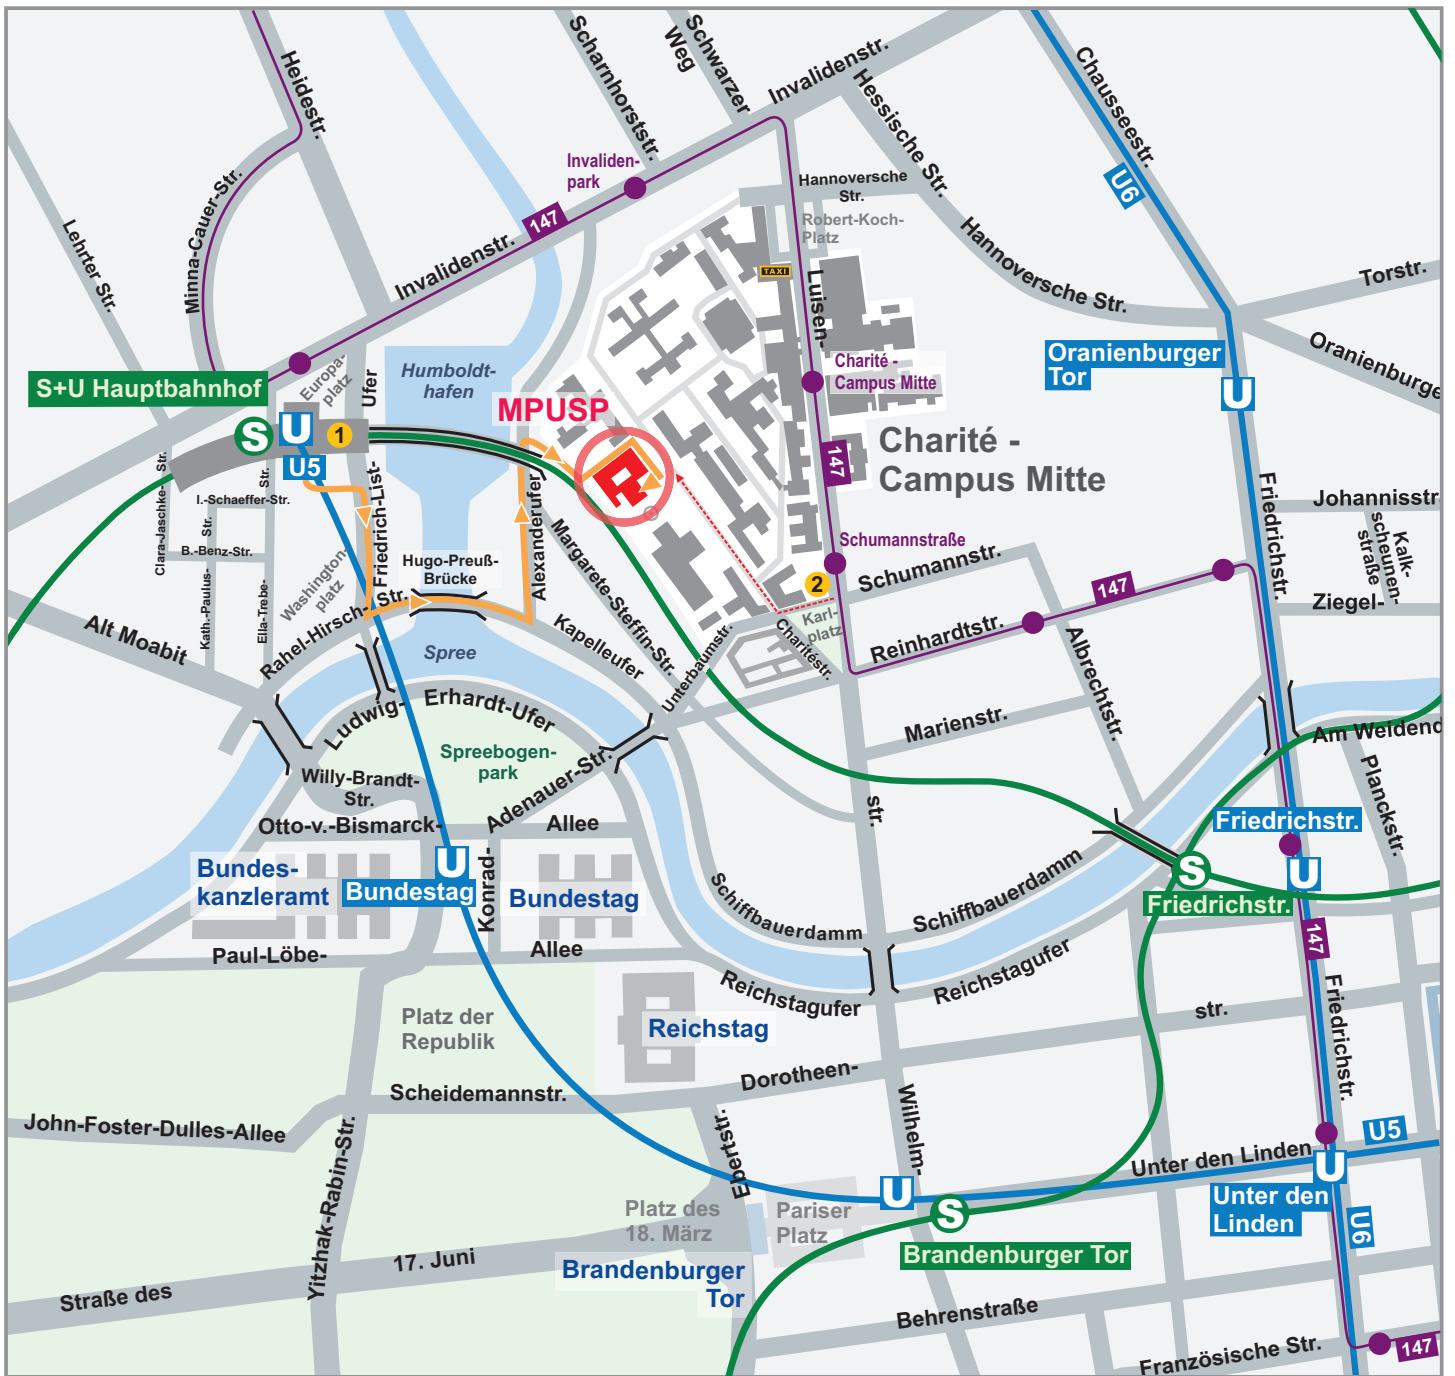 Heidestr.
Scharnhorststr.
Schwarzer
Weg
Invalidenstr.
Hessische Str.
Chausseestr.
U6
Invaliden-
park
147
Invalidenstr.
Hannoversche
Str.
Robert-Koch-
Platz
TAXI
Luisen-
Hannoversche Str.
Torstr.
Oranienburge
Lehrter Str.
Minna-Cauer-Str.
Europa-
platz
Ufer
Humboldt-
hafen
S+U Hauptbahnhof
S
U
1
U5
MPUSP
Charité -
Campus Mitte
147
Charité -
Campus Mitte
Oranienburger
Tor
U
Clara-Jaschke-Str.
Str.
I.-Schaeffer-Str.
Str.
B.-Benz-Str.
Kath.-Paulus-
Ella-Trebe-
Washington-
platz
Friedrich-List-
Hugo-Preuß-
Brücke
Alexanderufer
Margarete-Steffin-Str.
Schumannstraße
2
Schumannstr.
Karl-
platz
Charitéstr.
Unterbaumstr.
Reinhardtstr.
147
Albrechtstr.
Marienstr.
Friedrichstr.
Johannisstr
Kalk-
scheunen-
straße
Ziegel-
Alt Moabit
Rahel-Hirsch-
Str.
Kapelleufer
Spree
Ludwig-
Erhardt-Ufer
Spreebogen-
park
Willy-Brandt-
Str.
Otto-v.-Bismarck-
Allee
Konrad-
Adenauer-Str.
str.
Am Weidend
Planckstr.
Friedrichstr.
U
S
Friedrichstr.
Bundes-
kanzleramt
U
Bundestag
Bundestag
Paul-Löbe-
Allee
Schiffbauerdamm
Schiffbauerdamm
Reichstagufer
Reichstagufer
147
Platz der
Republik
Reichstag
Scheidemannstr.
Dorotheen-
str.
Friedrichstr.
John-Foster-Dulles-Allee
Yitzhak-Rabin-Str.
Ebertstr.
Wilhelm-
Unter den Linden
U5
U
Unter den
Linden
U6
Platz des
18. März
Pariser
Platz
U
S
Brandenburger Tor
Brandenburger
Tor
Straße des
17. Juni
Behrenstraße
Französische Str.
147